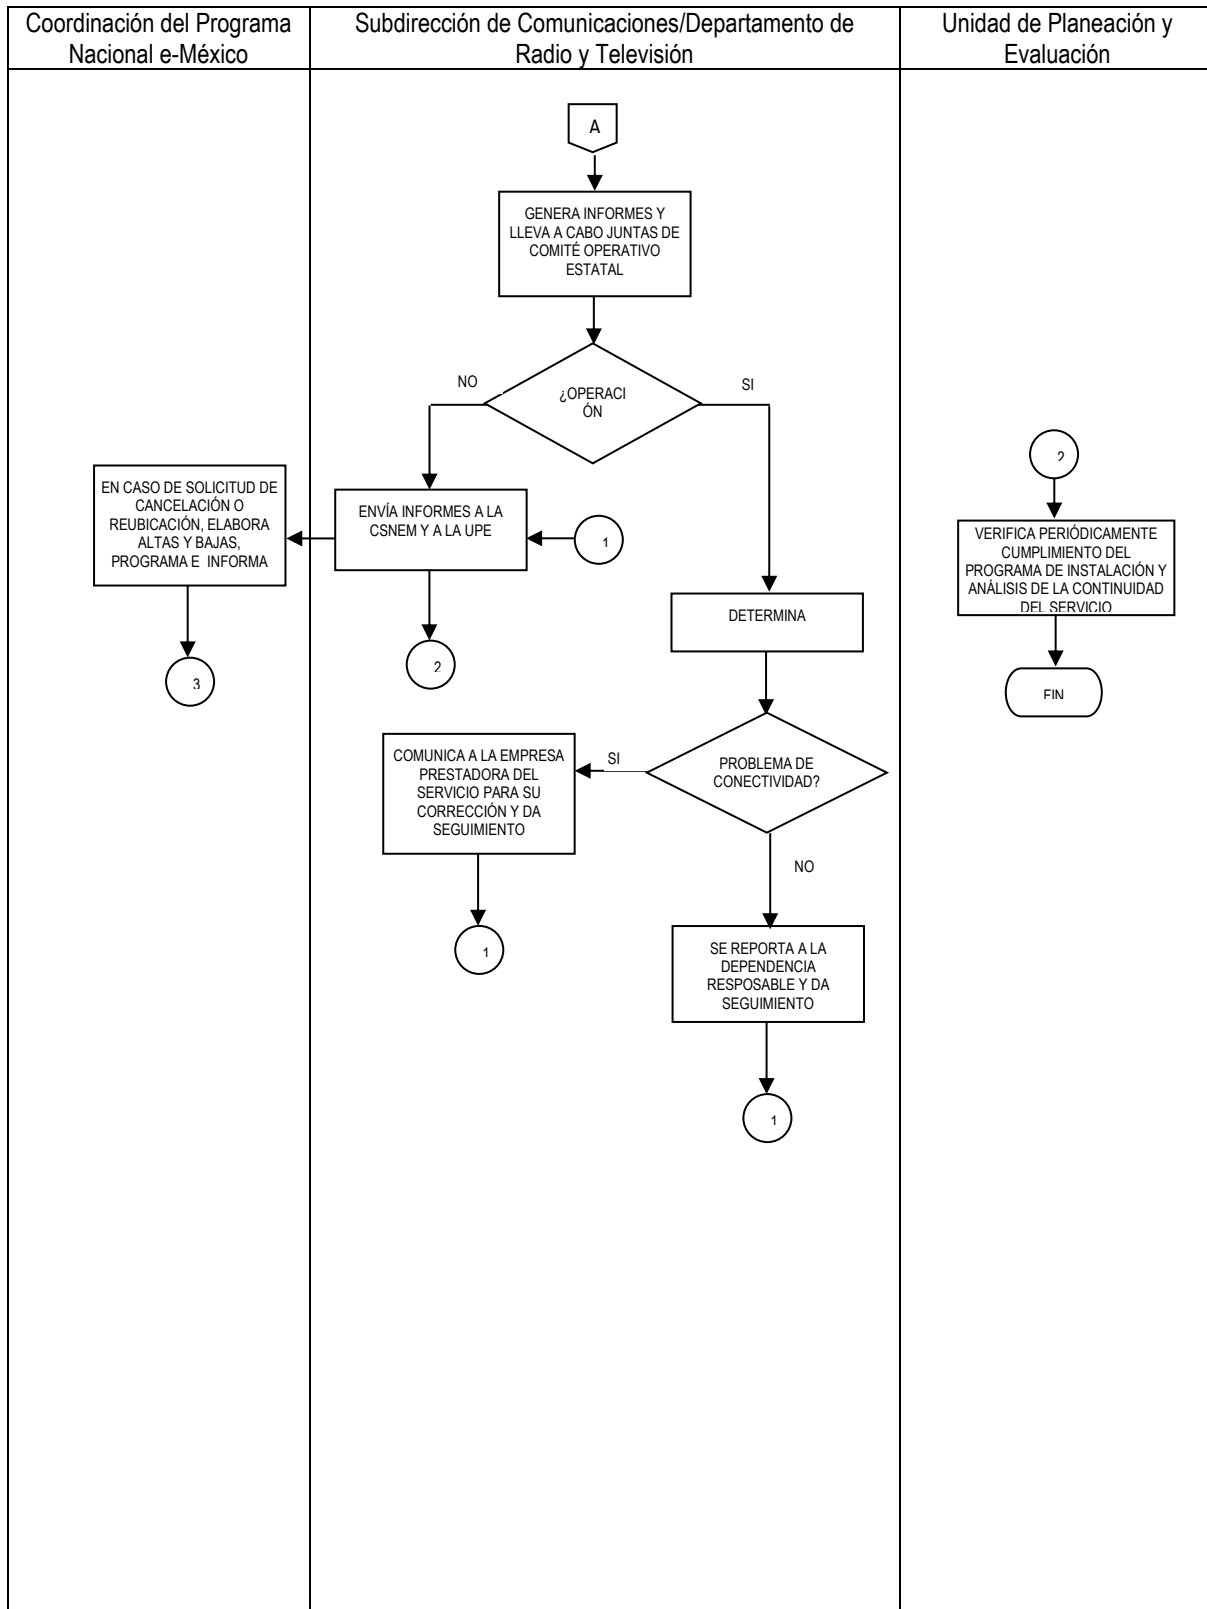 Coordinación del Programa
Nacional e-México
Subdirección de Comunicaciones/Departamento de
Radio y Televisión
Unidad de Planeación y
Evaluación
A
GENERA INFORMES Y
LLEVA A CABO JUNTAS DE
COMITÉ OPERATIVO
ESTATAL
NO
¿OPERACI
ÓN
SI
EN CASO DE SOLICITUD DE
CANCELACIÓN O
REUBICACIÓN, ELABORA
ALTAS Y BAJAS,
PROGRAMA E INFORMA
ENVÍA INFORMES A LA
CSNEM Y A LA UPE
1
2
VERIFICA PERIÓDICAMENTE
CUMPLIMIENTO DEL
PROGRAMA DE INSTALACIÓN Y
ANÁLISIS DE LA CONTINUIDAD
DEL SERVICIO
DETERMINA
3
2
FIN
COMUNICA A LA EMPRESA
PRESTADORA DEL
SERVICIO PARA SU
CORRECCIÓN Y DA
SEGUIMIENTO
SI
PROBLEMA DE
CONECTIVIDAD?
NO
1
SE REPORTA A LA
DEPENDENCIA
RESPOSABLE Y DA
SEGUIMIENTO
1